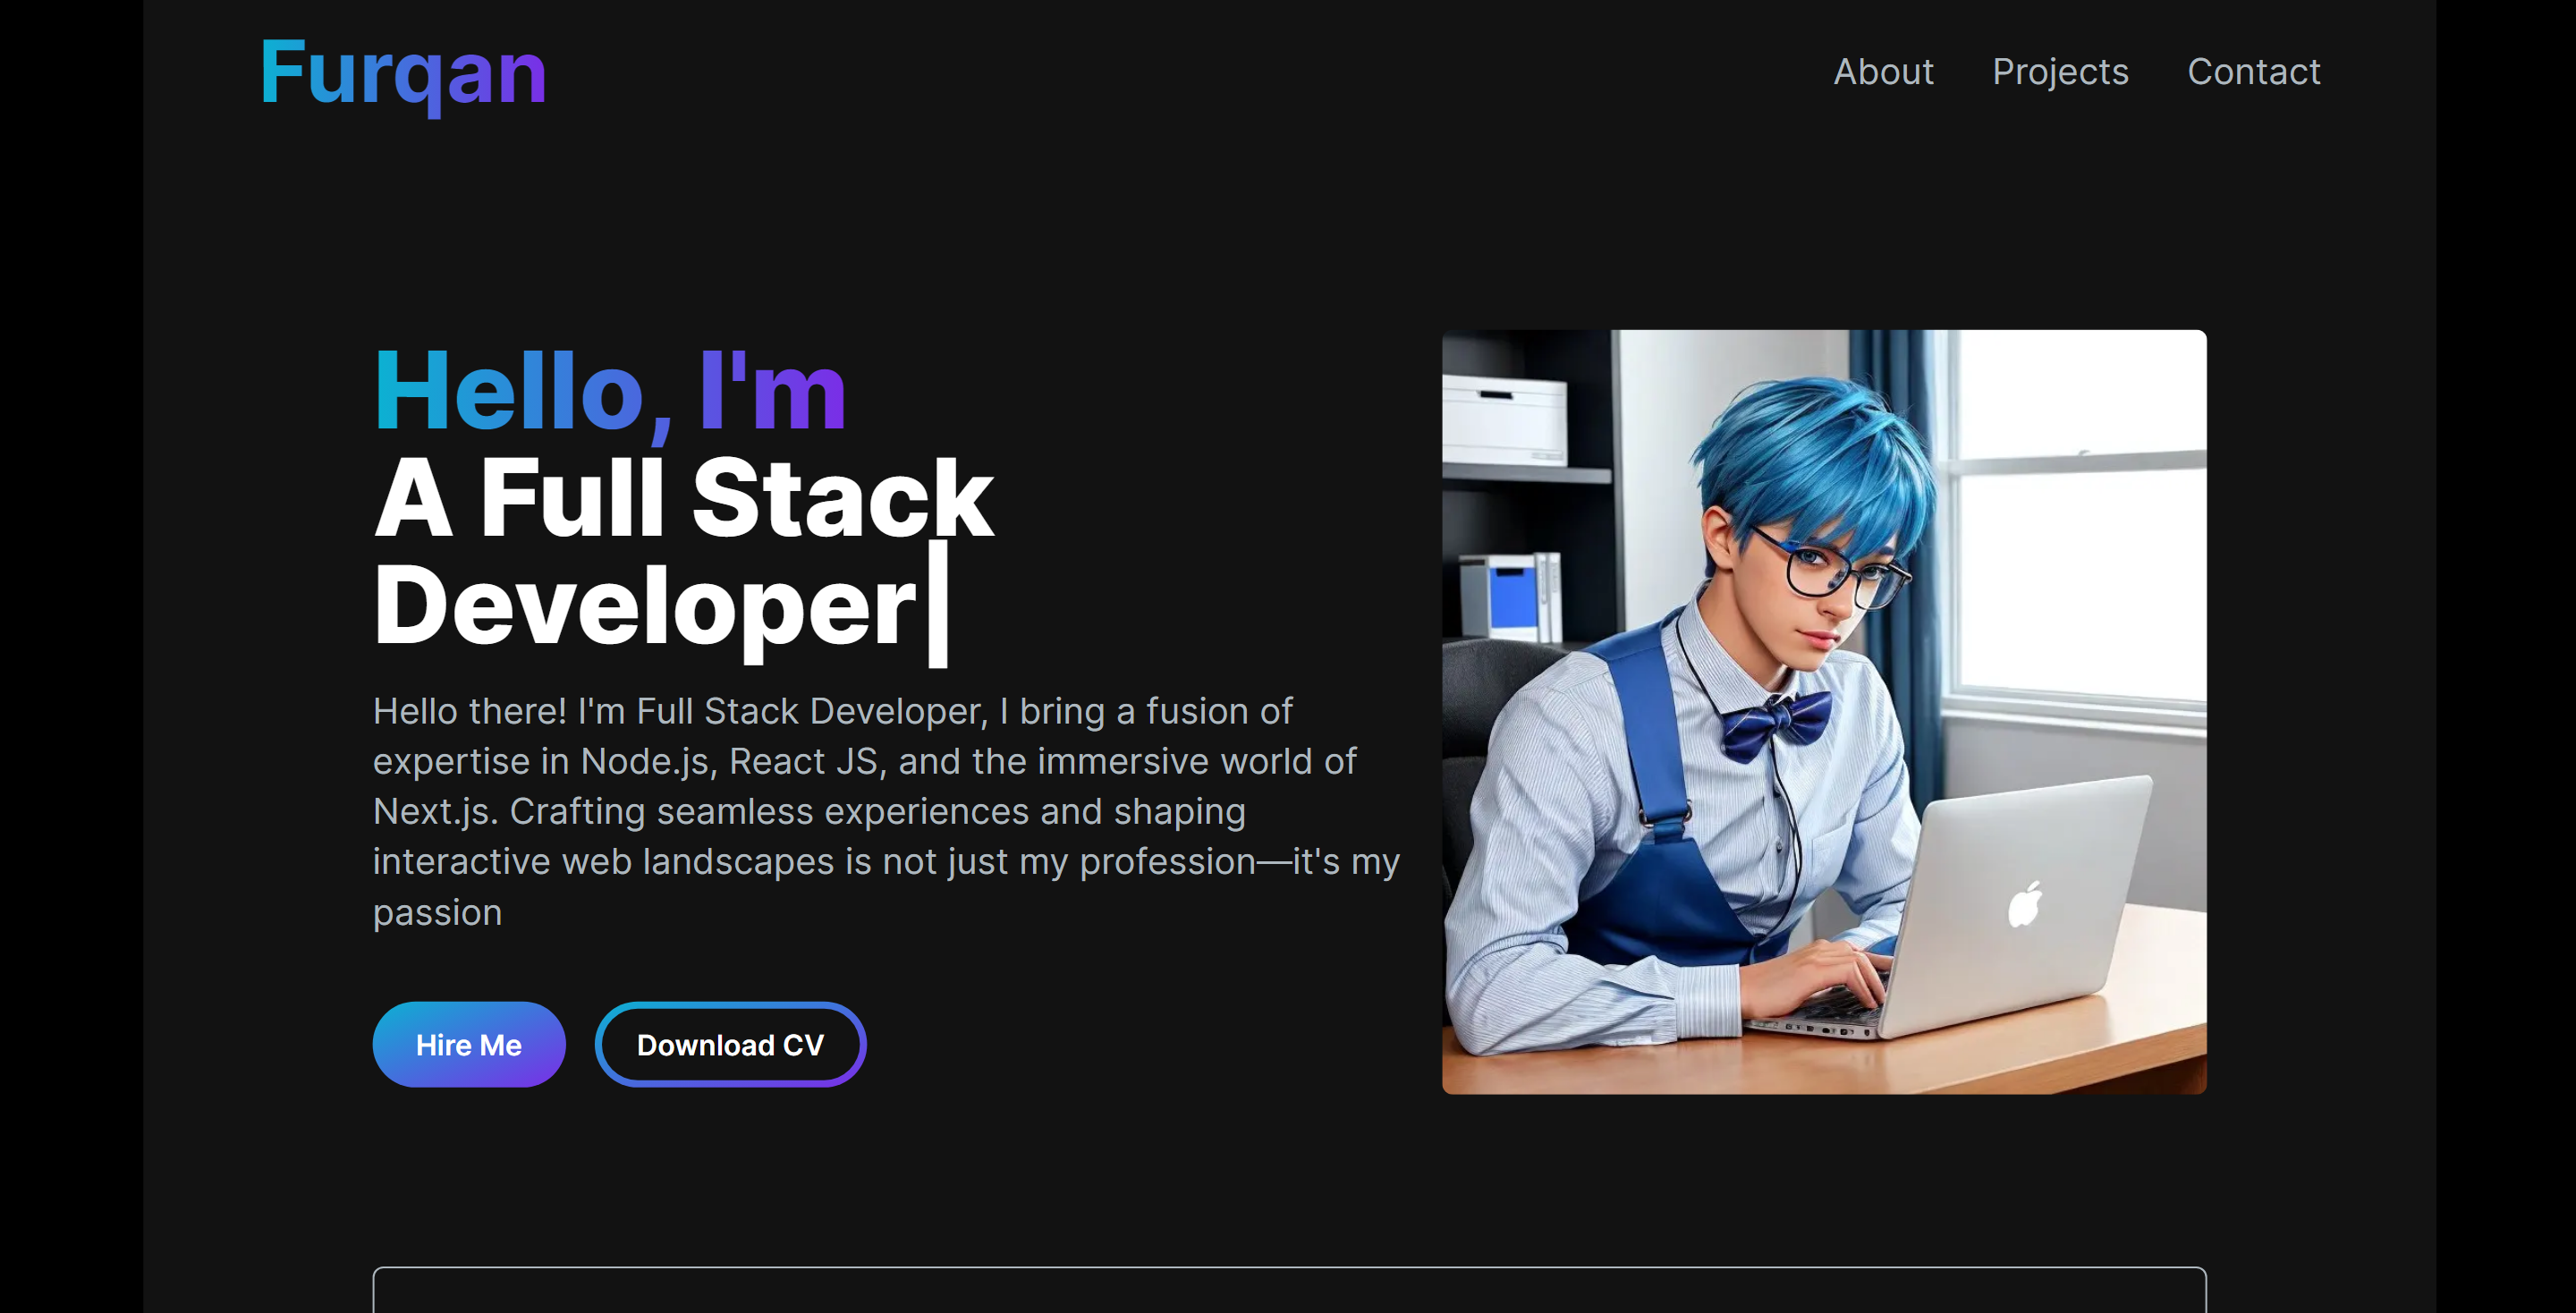 Furqan
About Projects Contact
Hello, I'm
A Full Stack
Developer|
Hello there! I'm Full Stack Developer, I bring a fusion of
expertise in Node.js, React JS, and the immersive world of
Next.js. Crafting seamless experiences and shaping
interactive web landscapes is not just my profession—it's my
passion
Hire Me
Download CV